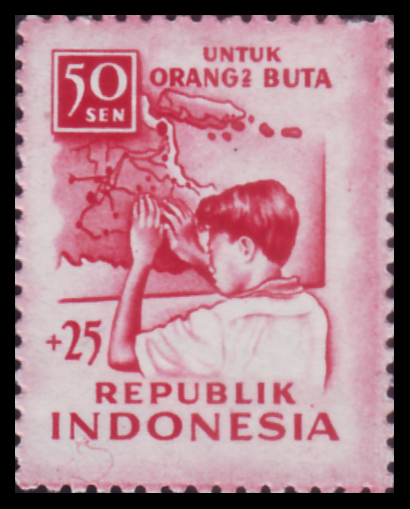 50
SEN
UNTUK
ORANG2 BUTA
+25
REPUBLIK
INDONESIA